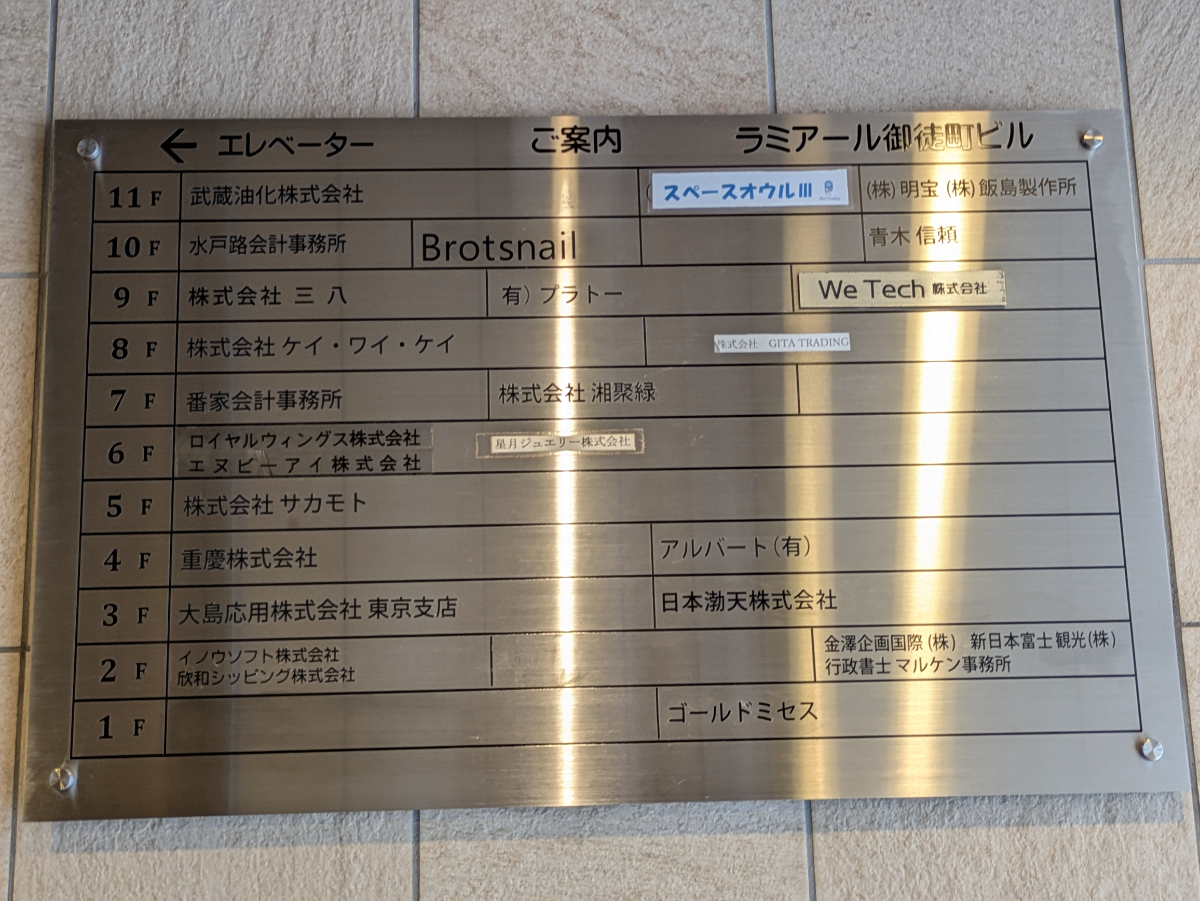 ← エレベーター ご案内 ラミアール御徒町ビル
11 F 武蔵油化株式会社 スペースオウルIII (株)明宝 (株)飯島製作所
10 F 水戸路会計事務所 Brotsnail 青木 信頼
9 F 株式会社 三 八 有）プラトー We Tech 株式会社
8 F 株式会社 ケイ・ワイ・ケイ 株式会社 GITA TRADING
7 F 番家会計事務所 株式会社 湘聚緑
6 F ロイヤルウィングス株式会社 星月ジュエリー株式会社
エヌビーアイ株式会社
5 F 株式会社 サカモト
4 F 重慶株式会社 アルバート(有)
3 F 大島応用株式会社 東京支店 日本渤天株式会社
2 F イノウソフト株式会社 金澤企画国際(株) 新日本富士観光(株)
欣和シッピング株式会社 行政書士 マルケン事務所
1 F ゴールドミセス